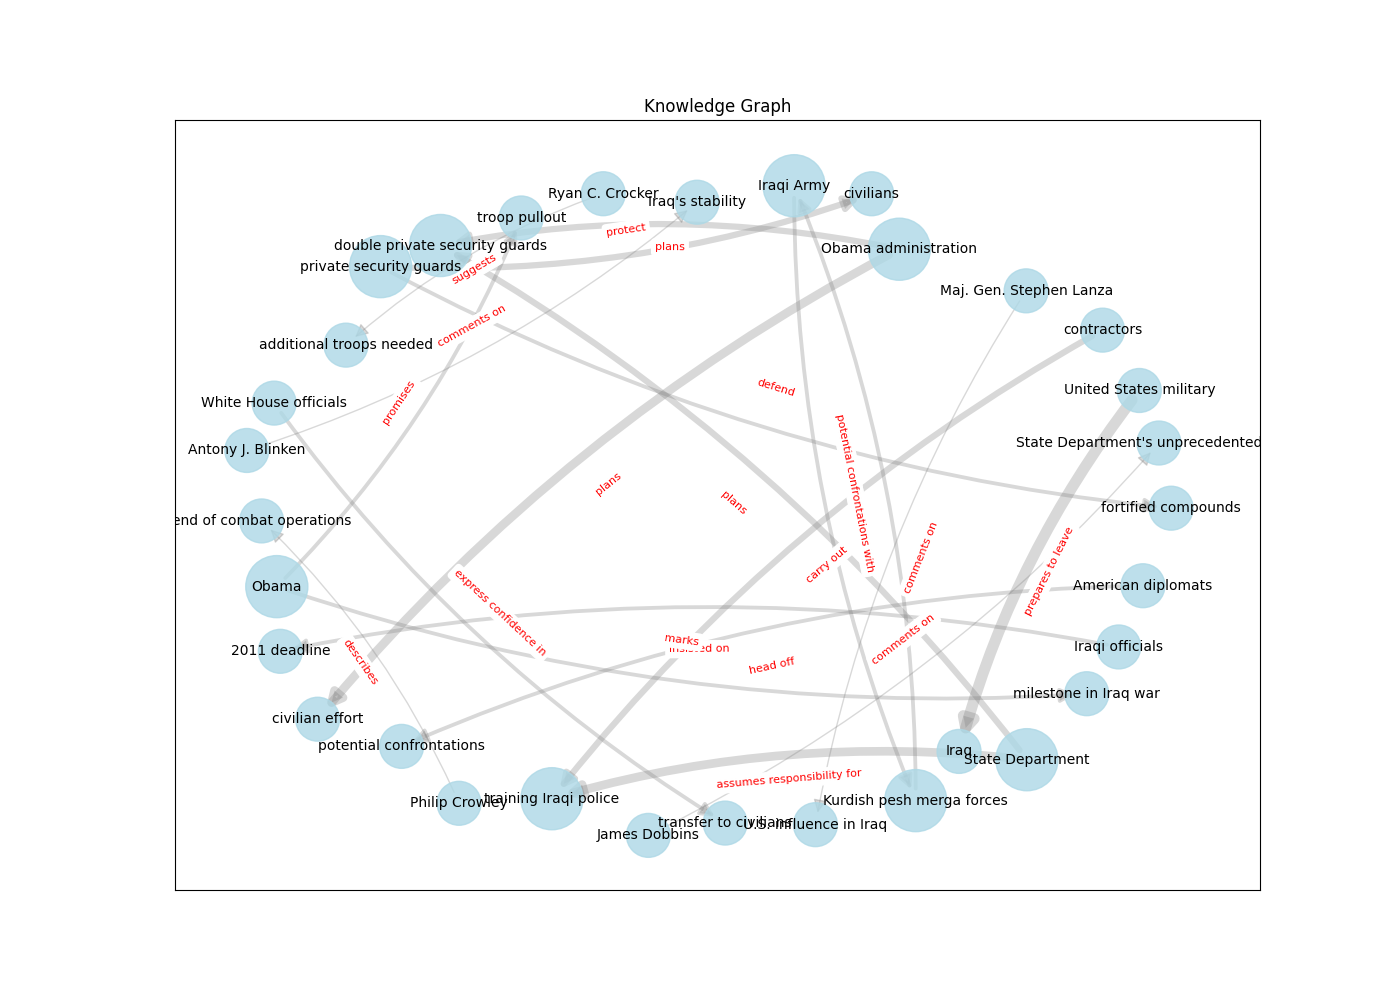 Knowledge Graph
Iraqi Army
Ryan C. Crocker
civilians
Iraq's stability
troop pullout
protect
double private security guards
plans
Obama administration
private security guards
suggests
Maj. Gen. Stephen Lanza
comments on
contractors
additional troops needed
defend
United States military
promises
White House officials
State Department's unprecedented
Antony J. Blinken
potential confrontations with
plans
plans
fortified compounds
end of combat operations
comments on
carry out
prepares to leave
American diplomats
Obama
express confidence in
comments on
marks
insisted on
Iraqi officials
2011 deadline
describes
head off
milestone in Iraq war
civilian effort
potential confrontations
Iraq
State Department
assumes responsibility for
Philip Crowley
training Iraqi police
Kurdish pesh merga forces
transfer to civilians
U.S. influence in Iraq
James Dobbins